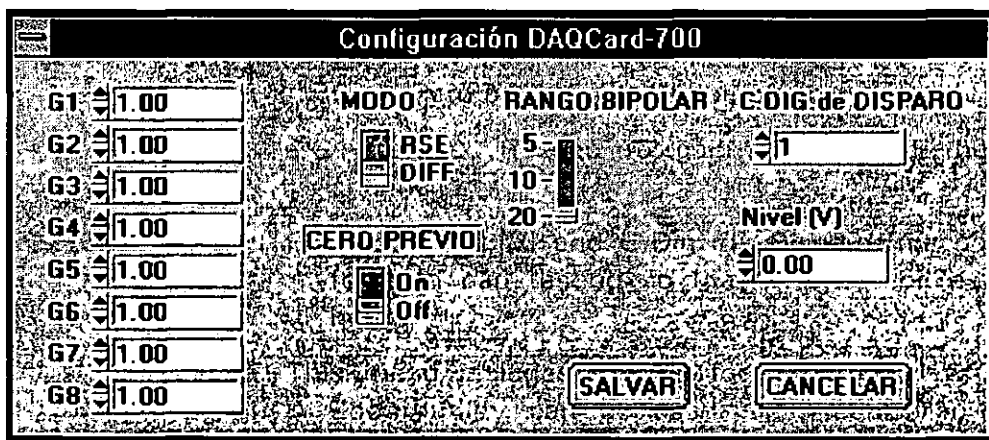 Configuración DAQCard-700
G1 1.00
G2 1.00
G3 1.00
G4 1.00
G5 1.00
G6 1.00
G7 1.00
G8 1.00
MODO
RSE
DIFF
CERO PREVIO
On
Off
RANGO BIPOLAR
5
10
20
C.DIG.de DISPARO
1
Nivel (V)
0.00
SALVAR
CANCELAR